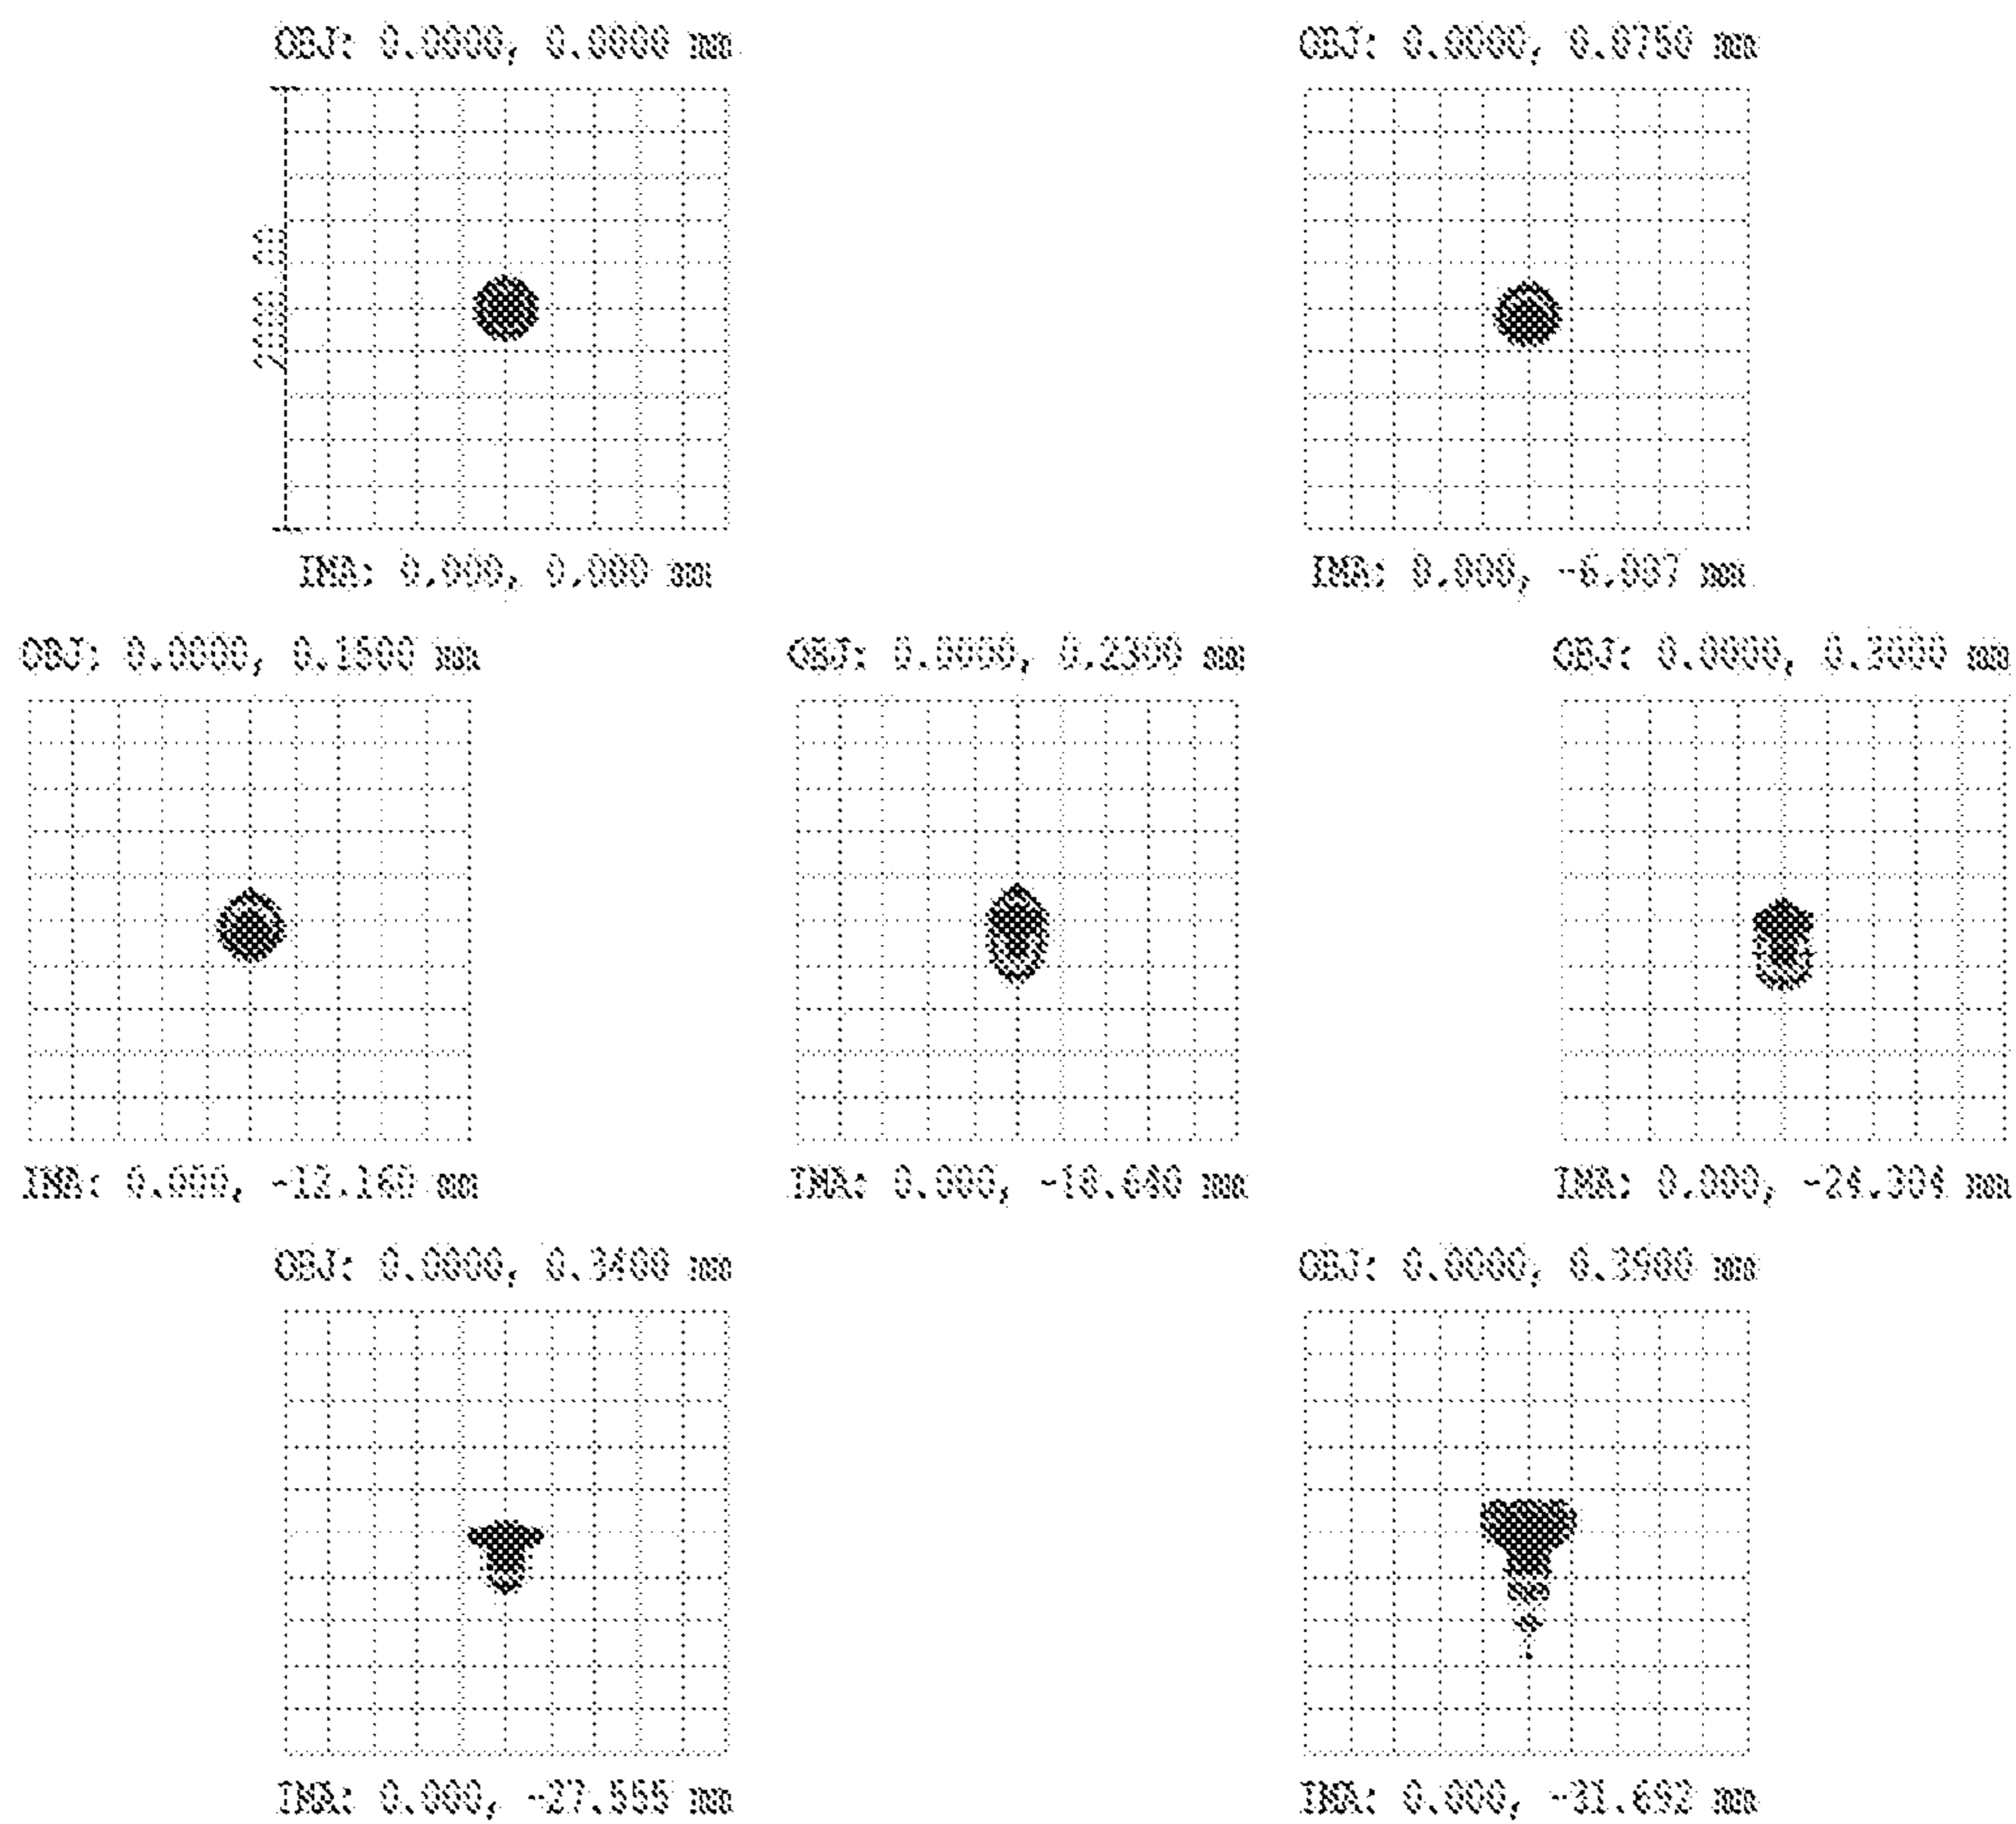 OBJ: 0.0000, 0.0000 mm
OBJ: 0.0000, 0.0750 mm
2000.00
IMA: 0.000, 0.000 mm
IMA: 0.000, -6.087 mm
OBJ: 0.0000, 0.1500 mm
OBJ: 0.0000, 0.2300 mm
OBJ: 0.0000, 0.3000 mm
IMA: 0.000, -12.160 mm
IMA: 0.000, -18.640 mm
IMA: 0.000, -24.304 mm
OBJ: 0.0000, 0.3400 mm
OBJ: 0.0000, 0.3900 mm
IMA: 0.000, -27.555 mm
IMA: 0.000, -31.692 mm